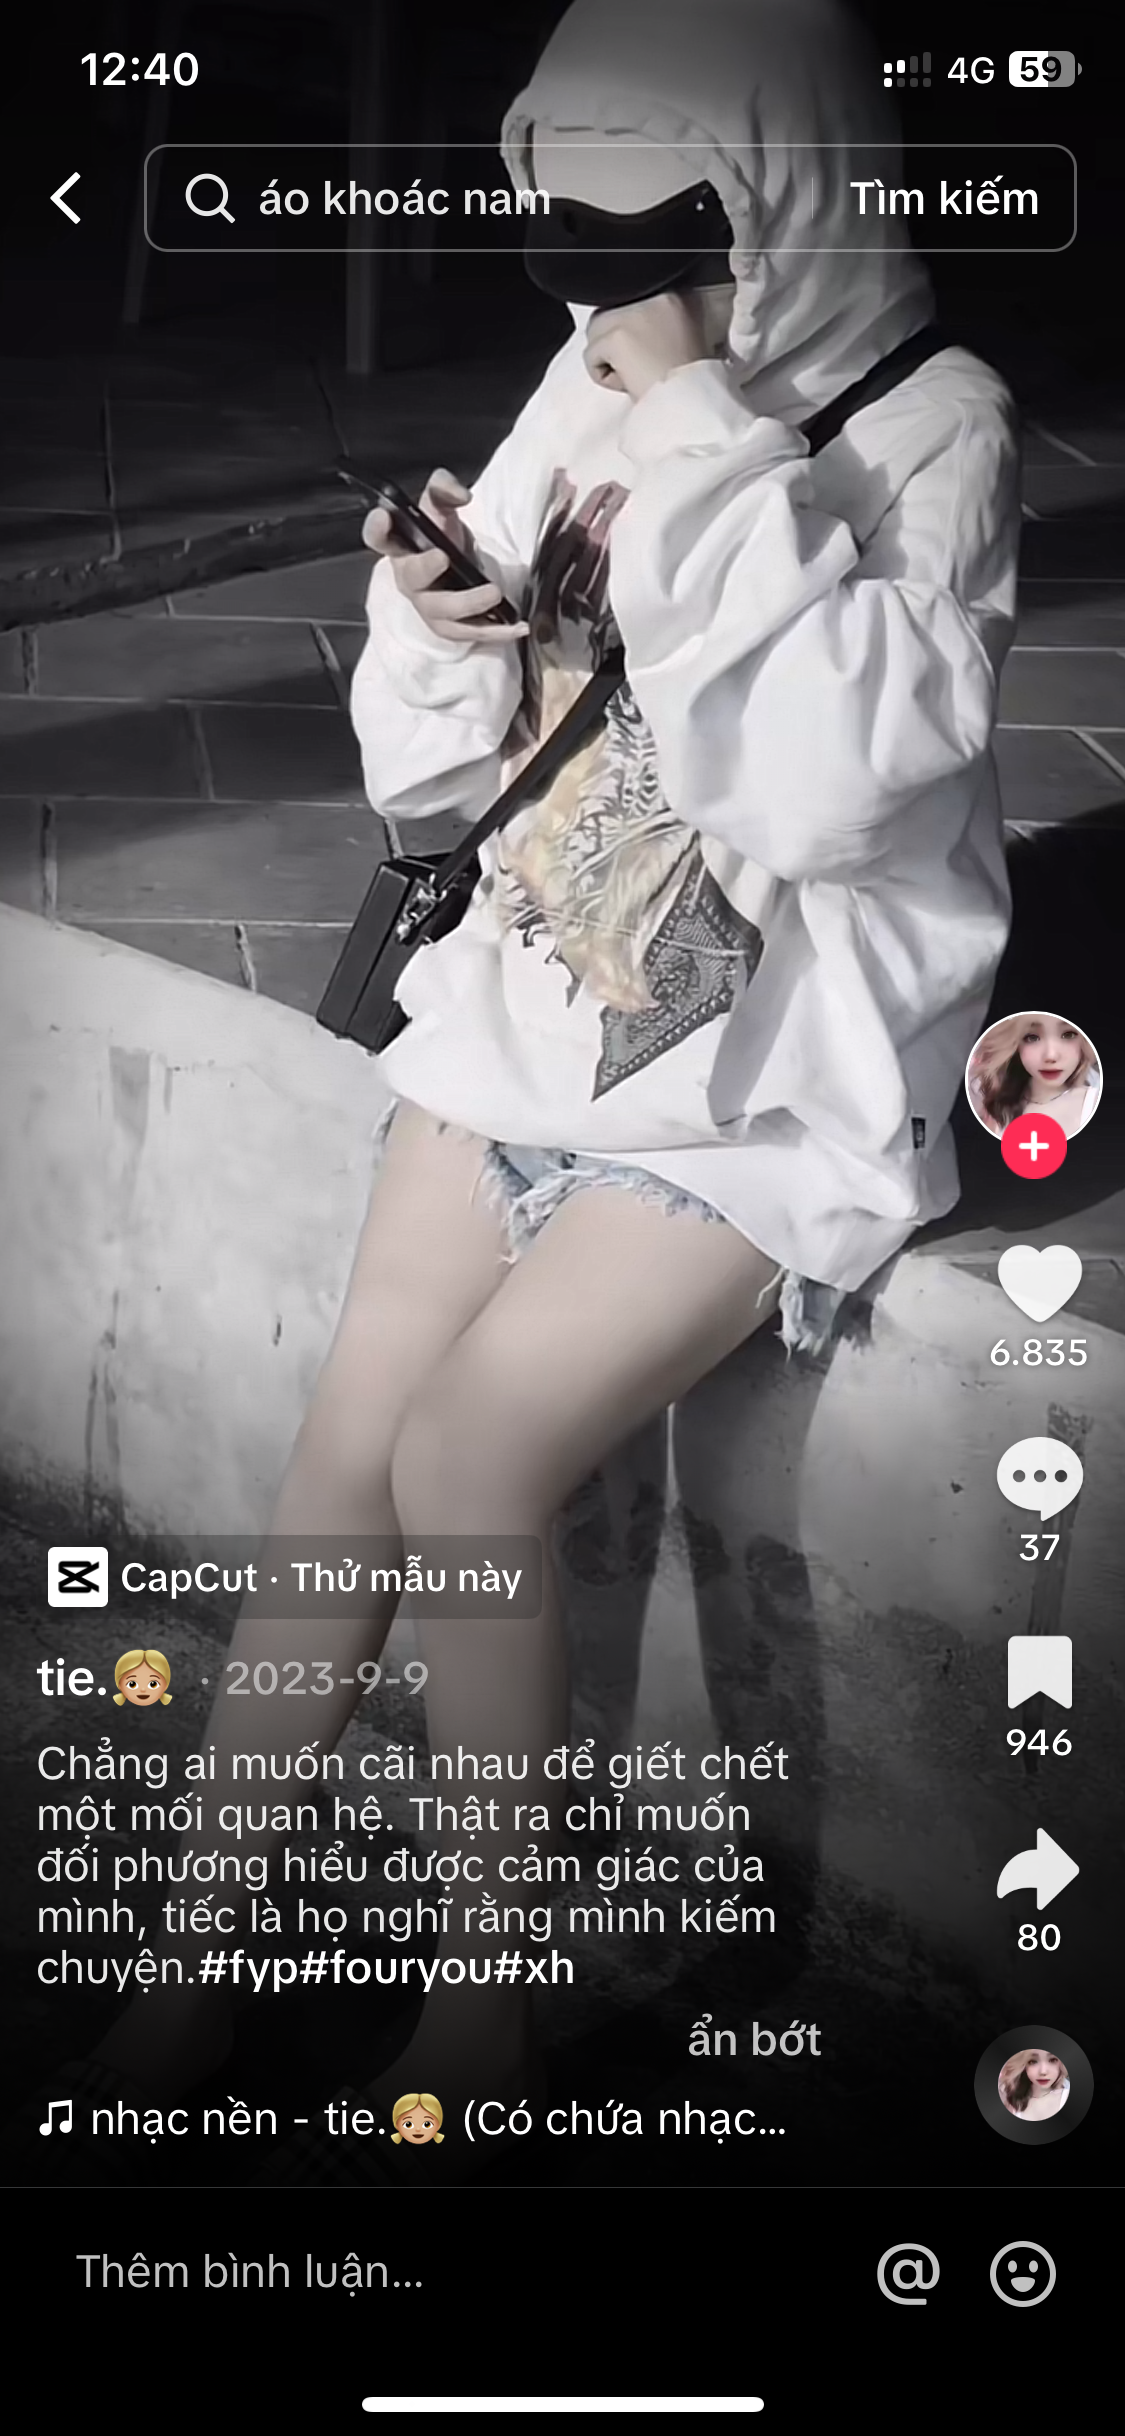 12:40
4G 59
áo khoác nam Tìm kiếm
6.835
37
CapCut · Thử mẫu này
tie.👧🏼 · 2023-9-9
946
Chẳng ai muốn cãi nhau để giết chết
một mối quan hệ. Thật ra chỉ muốn
đối phương hiểu được cảm giác của
mình, tiếc là họ nghĩ rằng mình kiếm
chuyện.#fyp#fouryou#xh
80
ẩn bớt
nhạc nền - tie.👧🏼 (Có chứa nhạc...
Thêm bình luận...